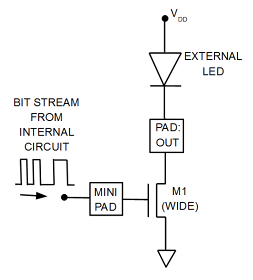 VDD
EXTERNAL
LED
PAD:
OUT
BIT STREAM
FROM
INTERNAL
CIRCUIT
MINI
PAD
M1
(WIDE)